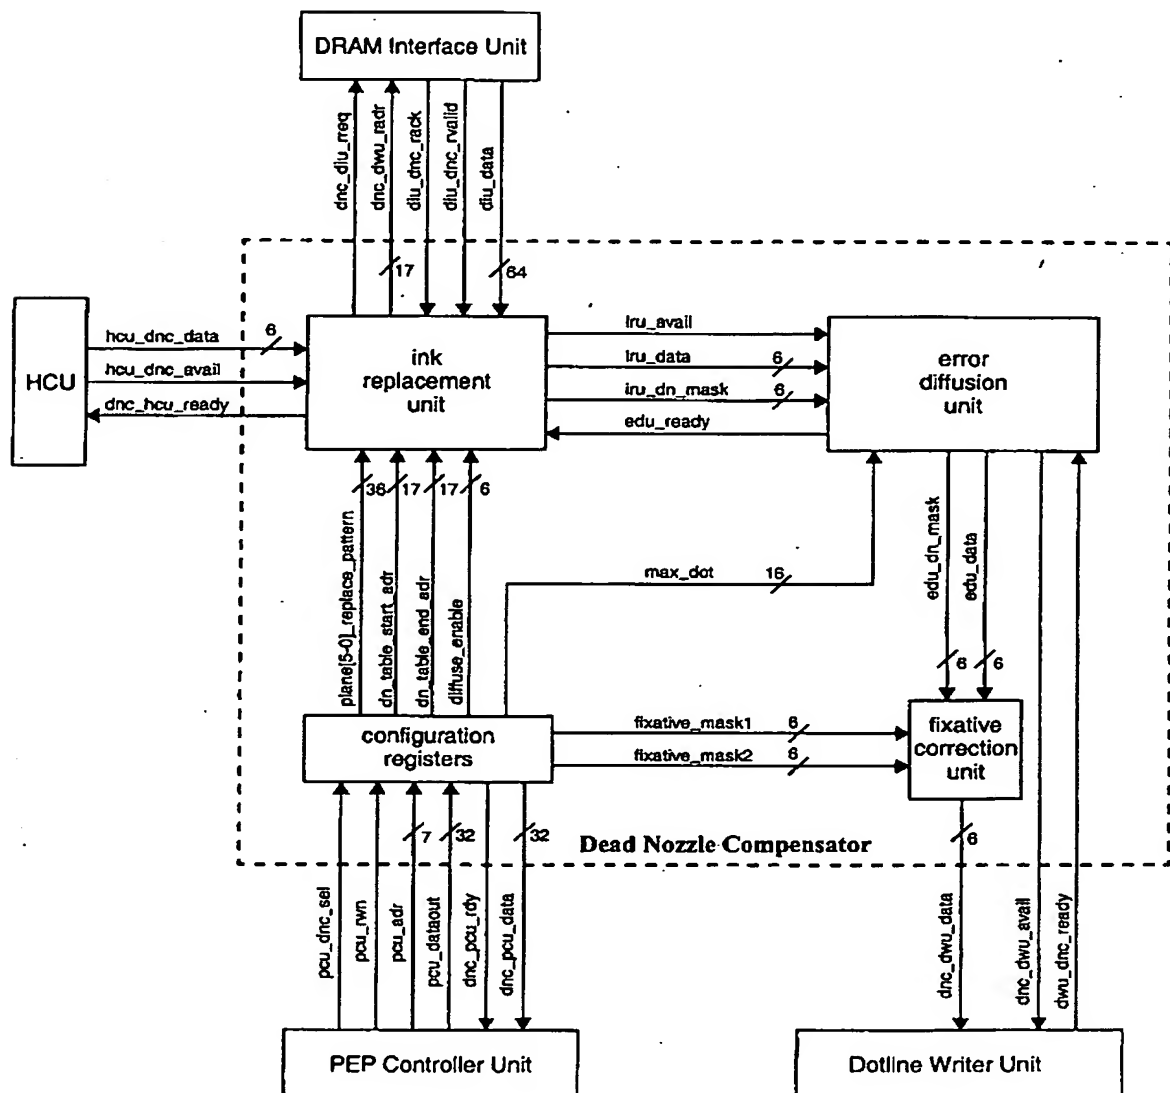 DRAM Interface Unit
dnc_diu_rreq
dnc_dwu_radr
diu_dnc_rack
diu_dnc_rvalid
diu_data
17
64
HCU
hcu_dnc_data
6
hcu_dnc_avail
dnc_hcu_ready
ink
replacement
unit
iru_avail
iru_data
6
iru_dn_mask
6
edu_ready
error
diffusion
unit
36
17
17
6
plane[5-0]_replace_pattern
dn_table_start_adr
dn_table_end_adr
diffuse_enable
max_dot
16
edu_dn_mask
edu_data
6
6
configuration
registers
fixative_mask1
6
fixative_mask2
6
fixative
correction
unit
7
32
32
Dead Nozzle Compensator
6
pcu_dnc_sel
pcu_rwn
pcu_adr
pcu_dataout
dnc_pcu_rdy
dnc_pcu_data
dnc_dwu_data
dnc_dwu_avail
dwu_dnc_ready
PEP Controller Unit
Dotline Writer Unit